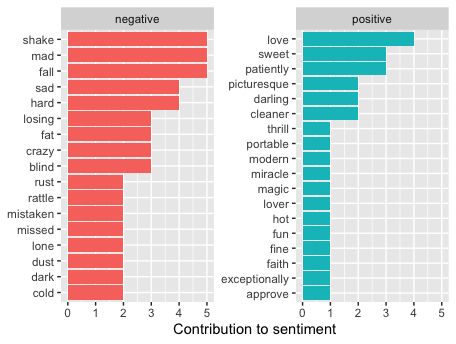 negative
shake
mad
fall
sad
hard
losing
fat
crazy
blind
rust
rattle
mistaken
missed
lone
dust
dark
cold
0 1 2 3 4 5
positive
love
sweet
patiently
picturesque
darling
cleaner
thrill
portable
modern
miracle
magic
lover
hot
fun
fine
faith
exceptionally
approve
0 1 2 3 4 5
Contribution to sentiment